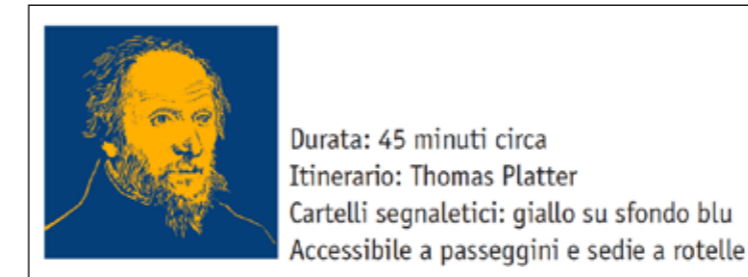 Durata: 45 minuti circa
Itinerario: Thomas Platter
Cartelli segnaletici: giallo su sfondo blu
Accessibile a passeggini e sedie a rotelle